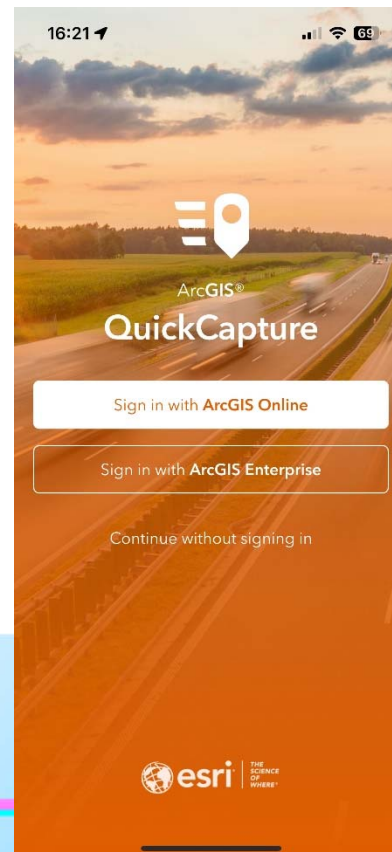 16:21
69
ArcGIS®
QuickCapture
Sign in with ArcGIS Online
Sign in with ArcGIS Enterprise
Continue without signing in
esri
THE
SCIENCE
OF
WHERE®